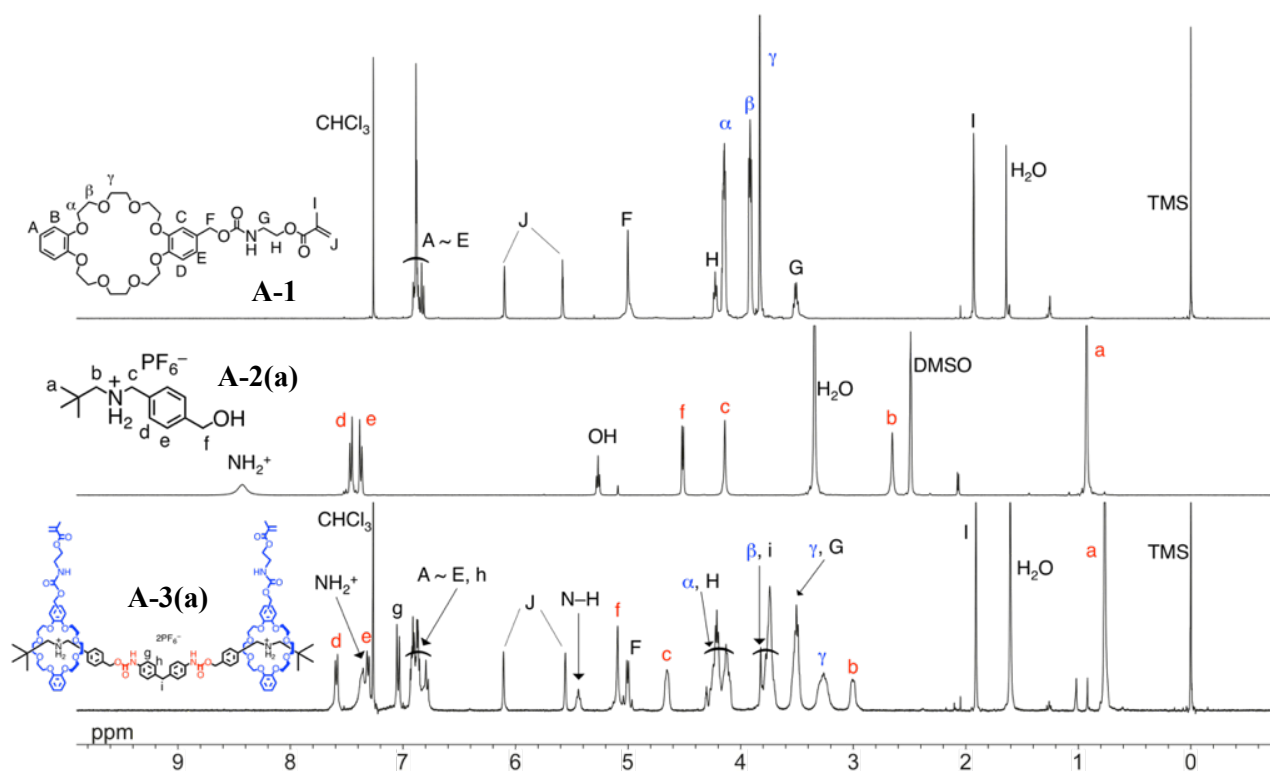 CHCl3
γ
β
α
I
H2O
TMS
γ
β
α
A
B
C
F
G
I
J
H
D
E
O
O
O
O
O
O
O
O
O
O
N
H
O
O
A-1
A ~ E
J
F
H
G
PF6−
A-2(a)
a
b
c
+
N
H2
OH
d
e
f
NH2+
d
e
OH
f
c
H2O
b
DMSO
a
CHCl3
A-3(a)
2PF6−
g
h
i
NH2+
d
e
g
A ~ E, h
J
N–H
f
F
c
α, H
β, i
γ, G
γ
b
I
H2O
a
TMS
ppm
9 8 7 6 5 4 3 2 1 0